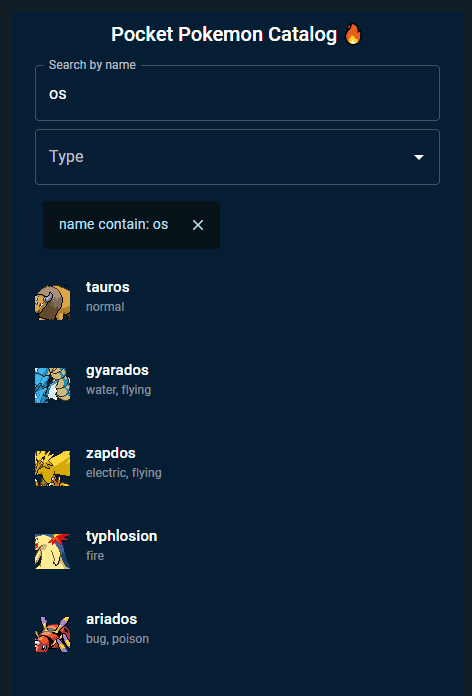 Pocket Pokemon Catalog 🔥
Search by name
os
Type
name contain: os ×
tauros
normal
gyarados
water, flying
zapdos
electric, flying
typhlosion
fire
ariados
bug, poison